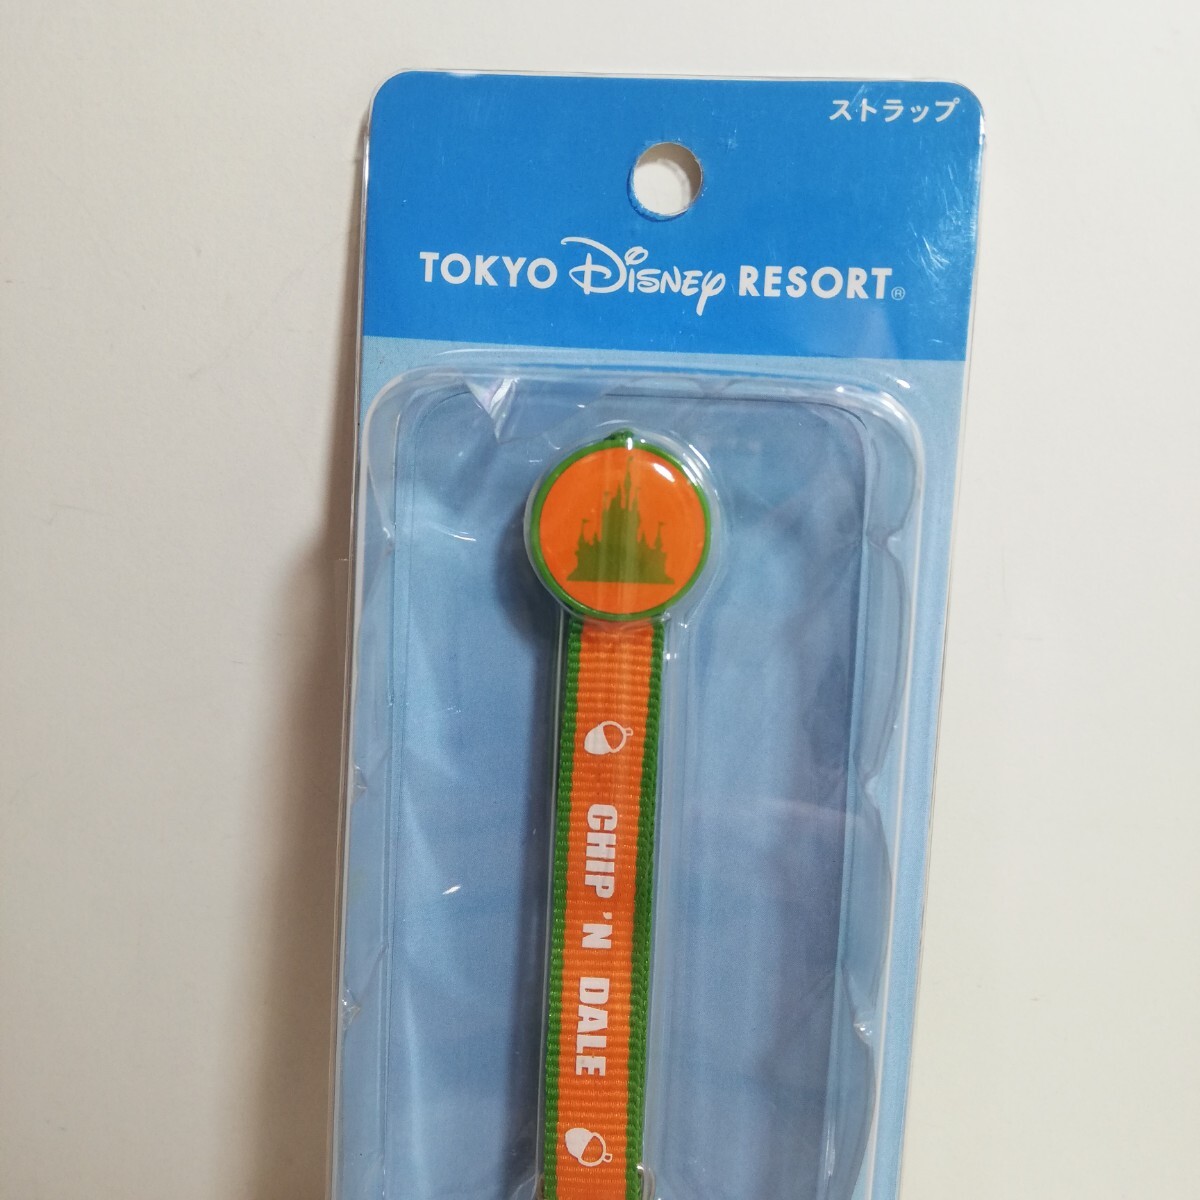 ストラップ
TOKYO Disney RESORT®
CHIP 'N DALE